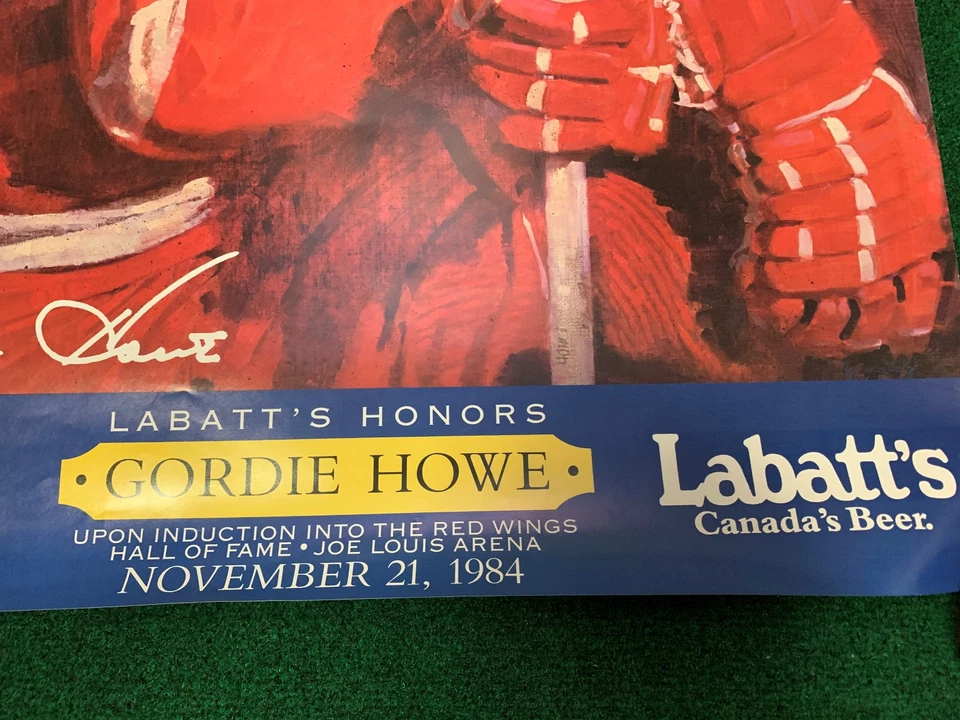 Howe
LABATT'S HONORS
• GORDIE HOWE •
UPON INDUCTION INTO THE RED WINGS
HALL OF FAME • JOE LOUIS ARENA
NOVEMBER 21, 1984
Labatt's
Canada's Beer.